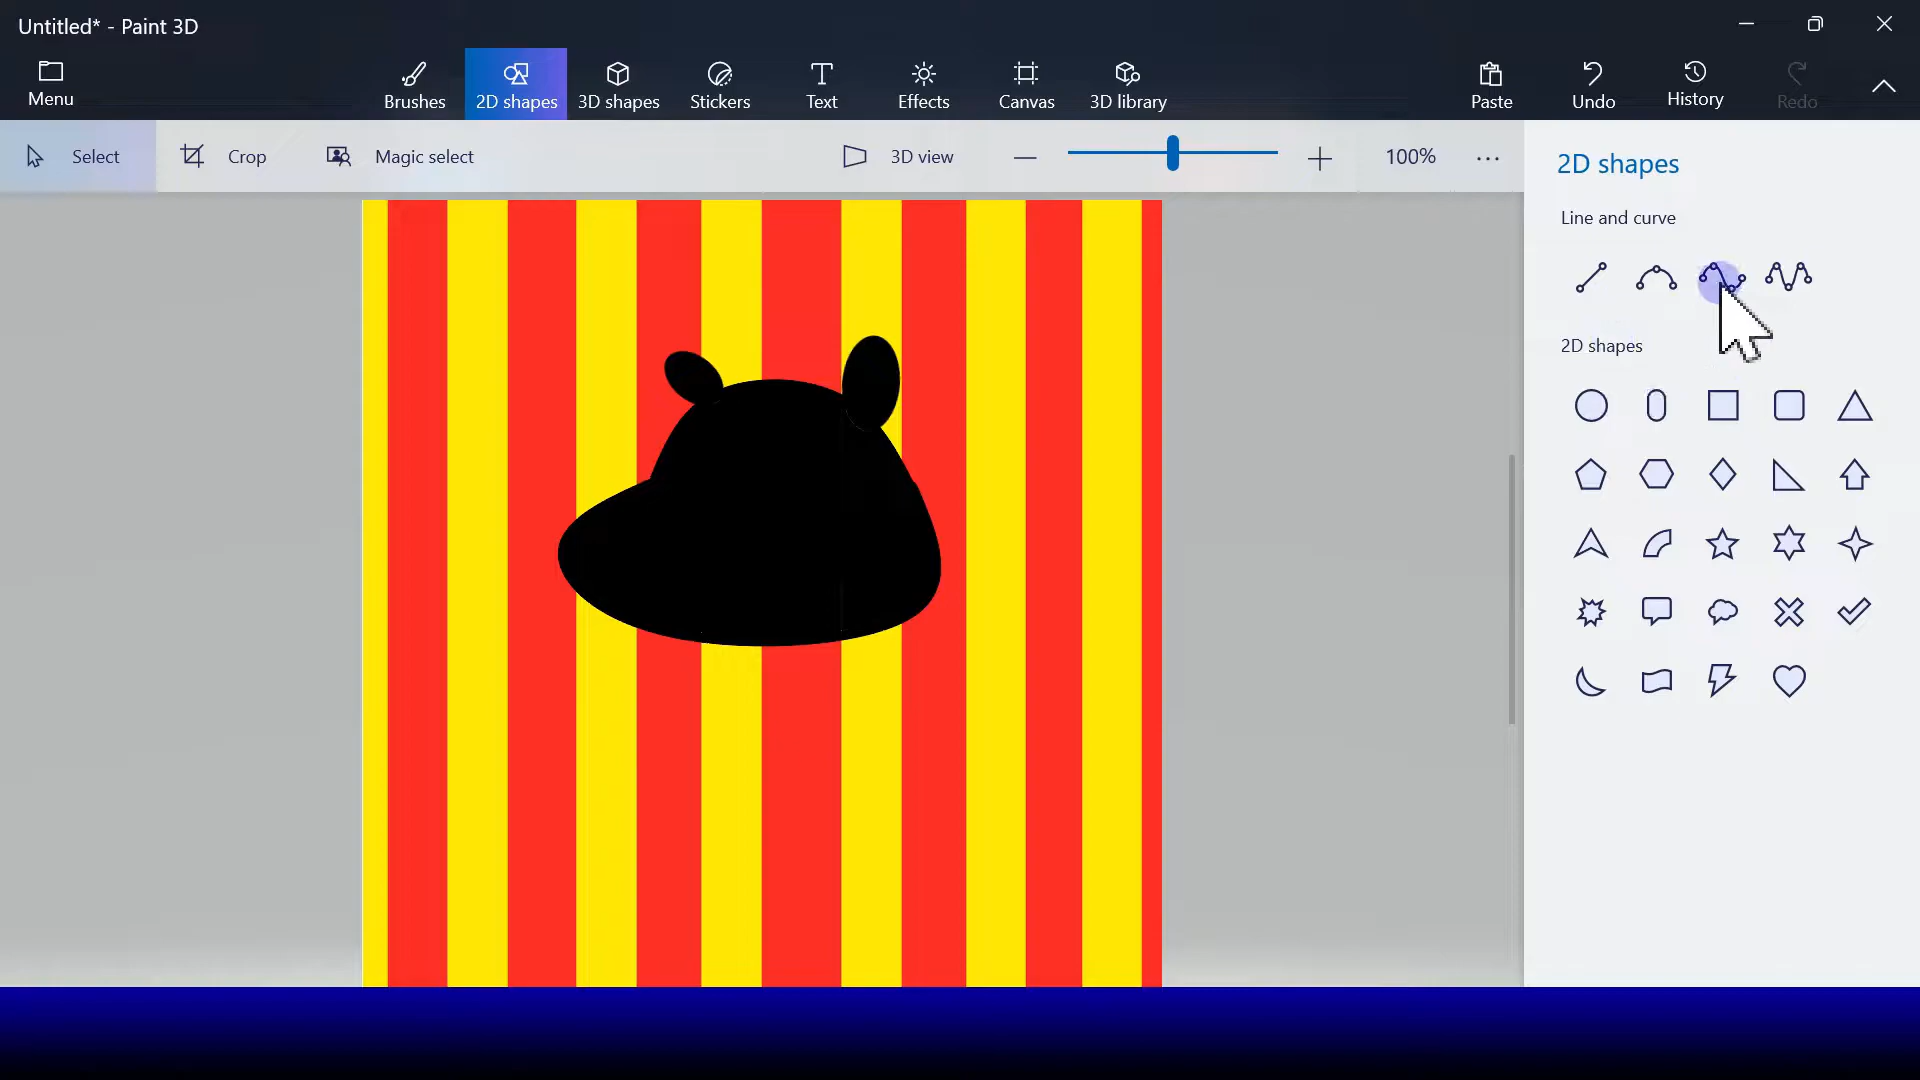 Untitled* - Paint 3D
Menu
Brushes
2D shapes
3D shapes
Stickers
Text
Effects
Canvas
3D library
Paste
Undo
History
Redo
Select
Crop
Magic select
3D view
100%
2D shapes
Line and curve
2D shapes